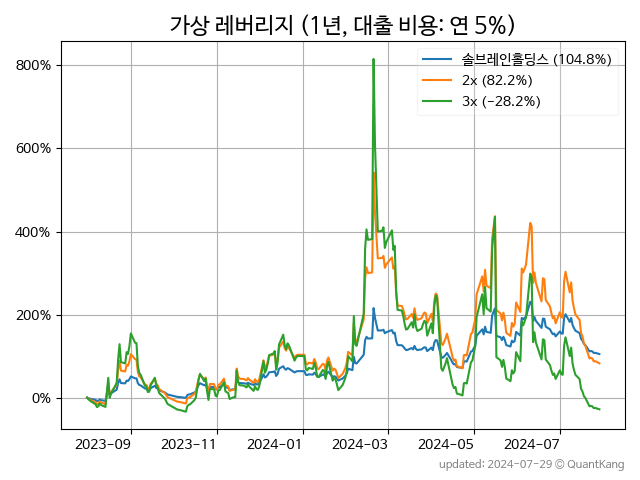 가상 레버리지 (1년, 대출 비용: 연 5%)
솔브레인홀딩스 (104.8%)
2x (82.2%)
3x (-28.2%)
800%
600%
400%
200%
0%
2023-09 2023-11 2024-01 2024-03 2024-05 2024-07
updated: 2024-07-29 © QuantKang